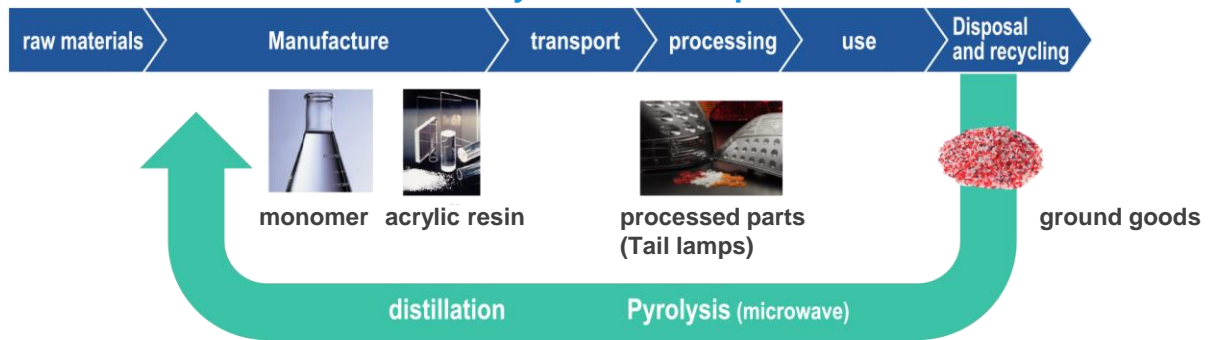 raw materials
Manufacture
transport
processing
use
Disposal
and recycling
monomer
acrylic resin
processed parts
(Tail lamps)
ground goods
distillation
Pyrolysis (microwave)